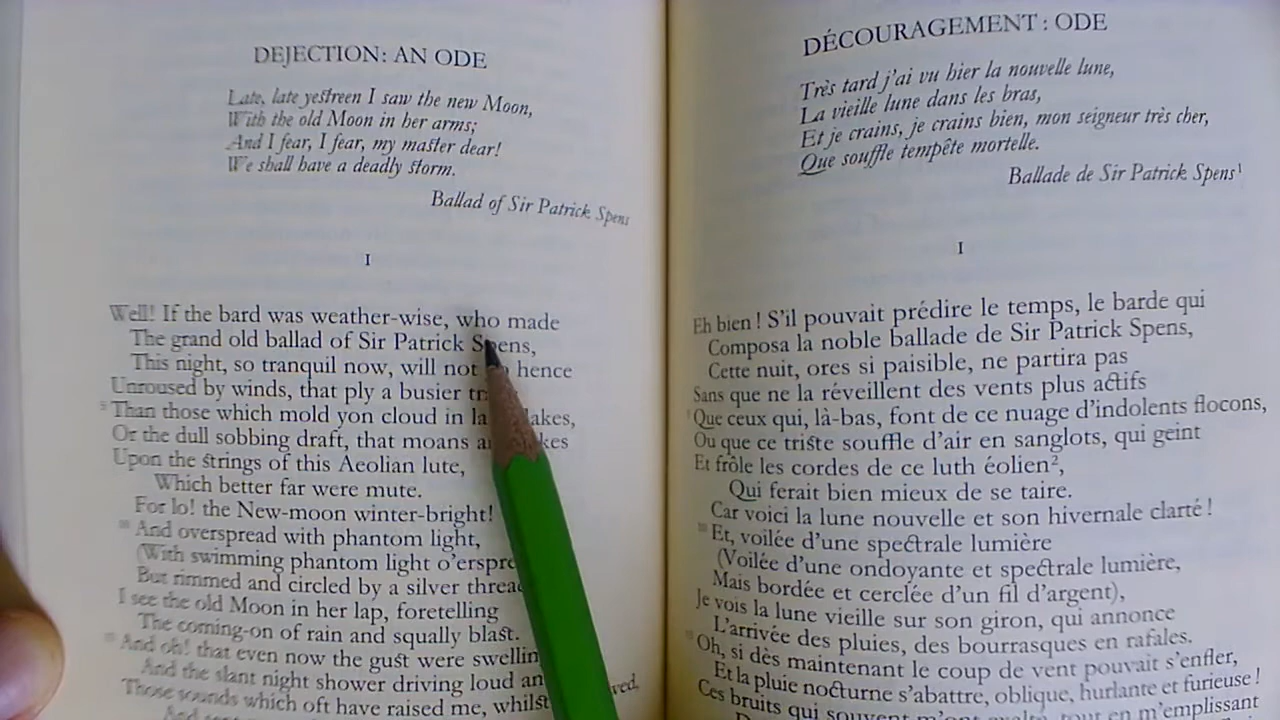 DEJECTION: AN ODE
Late, late yestreen I saw the new Moon,
With the old Moon in her arms;
And I fear, I fear, my master dear!
We shall have a deadly storm.
Ballad of Sir Patrick Spens
I
Well! If the bard was weather-wise, who made
The grand old ballad of Sir Patrick Spens,
This night, so tranquil now, will not hence
Unroused by winds, that ply a busier
5 Than those which mold yon cloud in
Or the dull sobbing draft, that moans
Upon the strings of this Aeolian lute,
Which better far were mute.
For lo! the New-moon winter-bright!
10 And overspread with phantom light,
(With swimming phantom light
But rimmed and circled by a silver
I see the old Moon in her lap, foretelling
The coming-on of rain and squally blast.
15 And oh! that even now the gust were
And the slant night shower driving loud
Those sounds which oft have raised me, whilst
DÉCOURAGEMENT : ODE
Très tard j'ai vu hier la nouvelle lune,
La vieille lune dans les bras,
Et je crains, je crains bien, mon seigneur très cher,
Que souffle tempête mortelle.
Ballade de Sir Patrick Spens¹
I
Eh bien ! S'il pouvait prédire le temps, le barde qui
Composa la noble ballade de Sir Patrick Spens,
Cette nuit, ores si paisible, ne partira pas
Sans que ne la réveillent des vents plus actifs
Que ceux qui, là-bas, font de ce nuage d'indolents flocons,
Ou que ce triste souffle d'air en sanglots, qui geint
Et frôle les cordes de ce luth éolien²,
Qui ferait bien mieux de se taire.
Car voici la lune nouvelle et son hivernale clarté !
10 Et, voilée d'une spectrale lumière
(Voilée d'une ondoyante et spectrale lumière,
Mais bordée et cerclée d'un fil d'argent),
Je vois la lune vieille sur son giron, qui annonce
L'arrivée des pluies, des bourrasques en rafales.
15 Oh, si dès maintenant le coup de vent pouvait s'enfler,
Et la pluie nocturne s'abattre, oblique, hurlante et furieuse !
Ces bruits qui souvent m'ont tout en m'emplissant